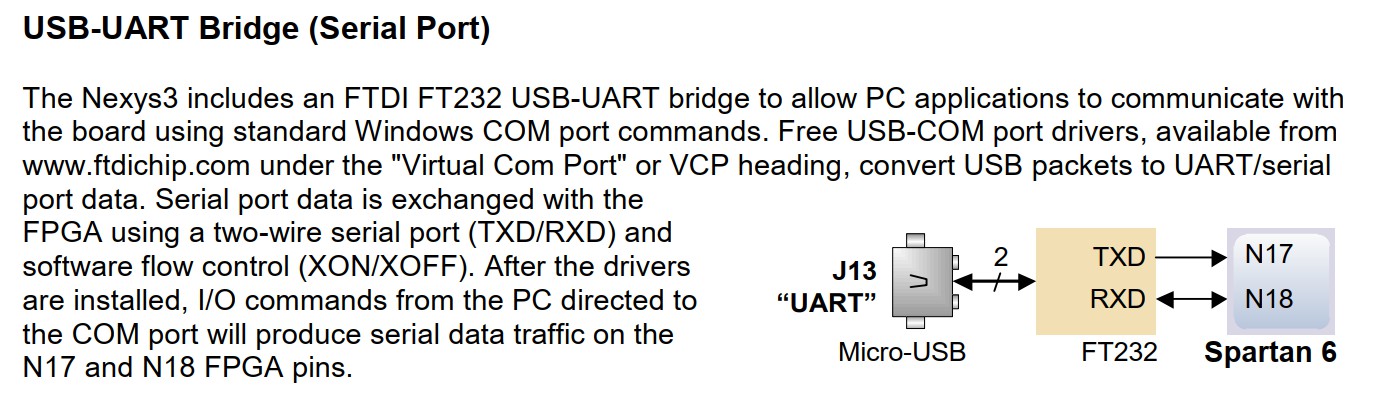 USB-UART Bridge (Serial Port)
The Nexys3 includes an FTDI FT232 USB-UART bridge to allow PC applications to communicate with
the board using standard Windows COM port commands. Free USB-COM port drivers, available from
www.ftdichip.com under the "Virtual Com Port" or VCP heading, convert USB packets to UART/serial
port data. Serial port data is exchanged with the
FPGA using a two-wire serial port (TXD/RXD) and
software flow control (XON/XOFF). After the drivers
are installed, I/O commands from the PC directed to
the COM port will produce serial data traffic on the
N17 and N18 FPGA pins.
J13
“UART”
2
TXD
RXD
N17
N18
Micro-USB
FT232
Spartan 6